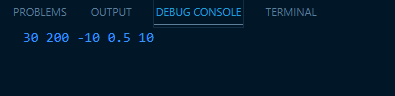 PROBLEMS OUTPUT DEBUG CONSOLE TERMINAL
30 200 -10 0.5 10